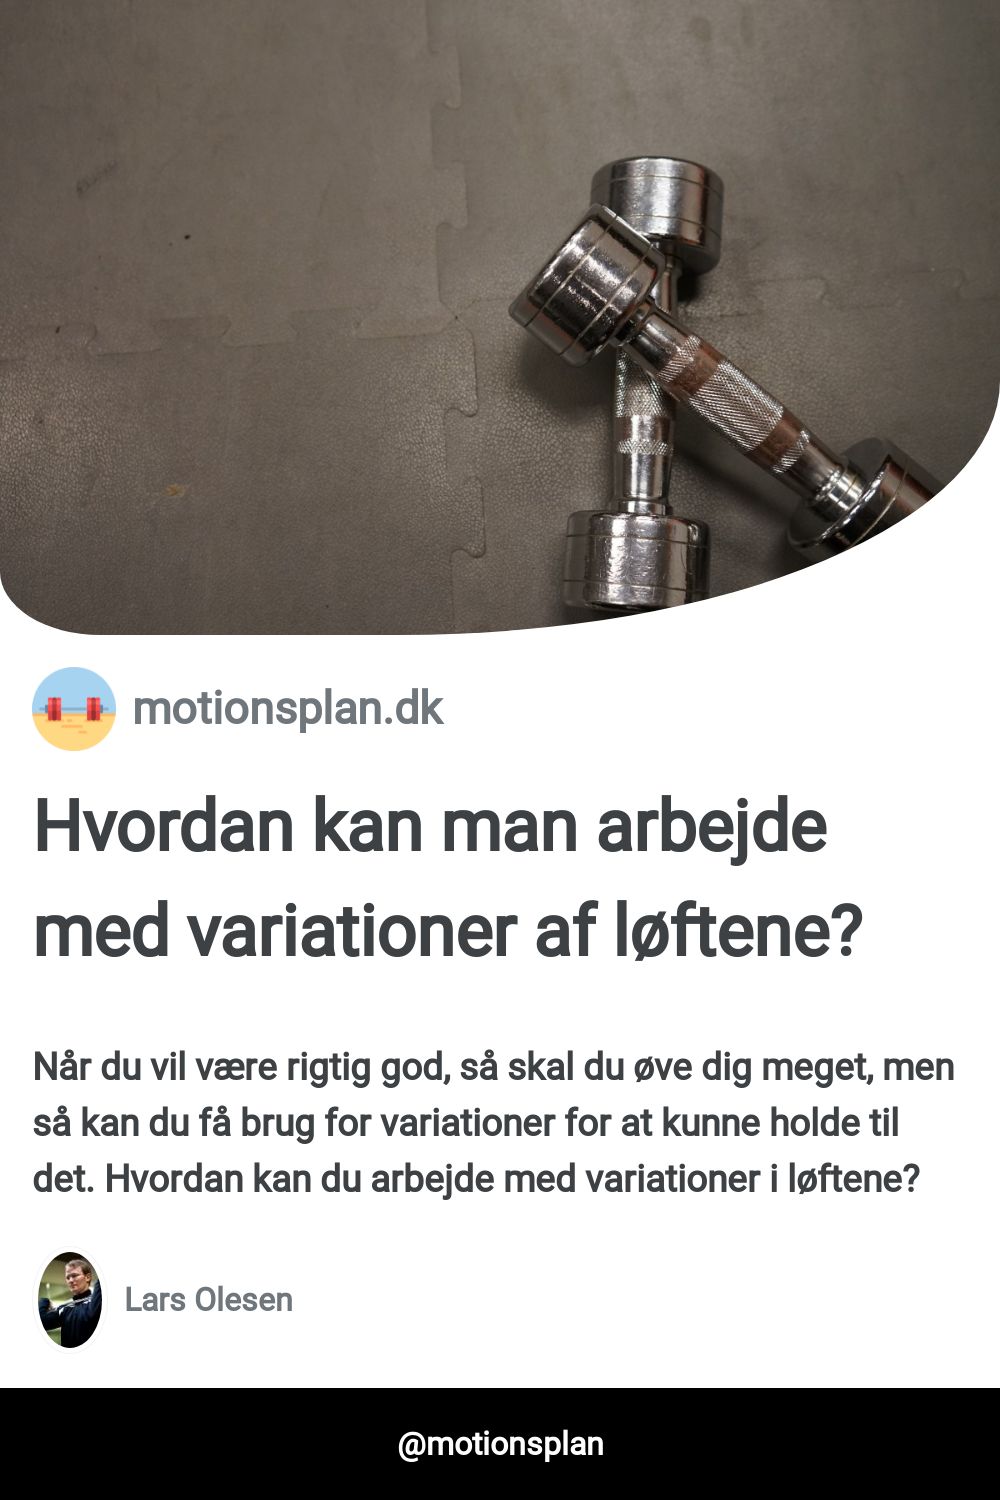 motionsplan.dk
Hvordan kan man arbejde
med variationer af løftene?
Når du vil være rigtig god, så skal du øve dig meget, men
så kan du få brug for variationer for at kunne holde til
det. Hvordan kan du arbejde med variationer i løftene?
Lars Olesen
@motionsplan